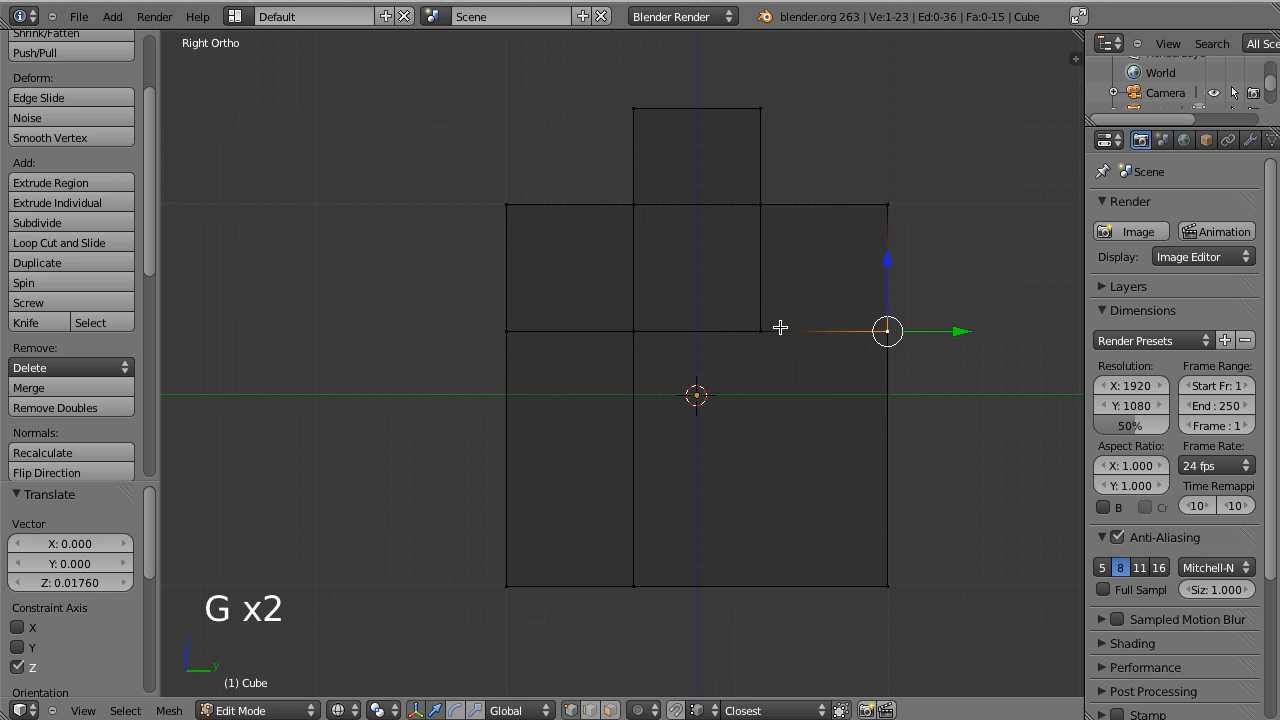 File Add Render Help Default Scene Blender Render blender.org 263 | Ve:1-23 | Ed:0-36 | Fa:0-15 | Cube
Shrink/Fatten
Push/Pull
Deform:
Edge Slide
Noise
Smooth Vertex
Add:
Extrude Region
Extrude Individual
Subdivide
Loop Cut and Slide
Duplicate
Spin
Screw
Knife Select
Remove:
Delete
Merge
Remove Doubles
Normals:
Recalculate
Flip Direction
Translate
Vector
X: 0.000
Y: 0.000
Z: 0.01760
Constraint Axis
X
Y
Z
Orientation
Right Ortho
G x2
z
y
(1) Cube
View Select Mesh Edit Mode Global Closest
View Search All Sce
World
Camera
Scene
Render
Image Animation
Display: Image Editor
Layers
Dimensions
Render Presets
Resolution: Frame Range:
X: 1920 Start Fr: 1
Y: 1080 End : 250
50% Frame : 1
Aspect Ratio: Frame Rate:
X: 1.000 24 fps
Y: 1.000 Time Remappi
B Cr 10 10
Anti-Aliasing
5 8 11 16 Mitchell-N
Full Sampl Siz: 1.000
Sampled Motion Blur
Shading
Performance
Post Processing
Stamp